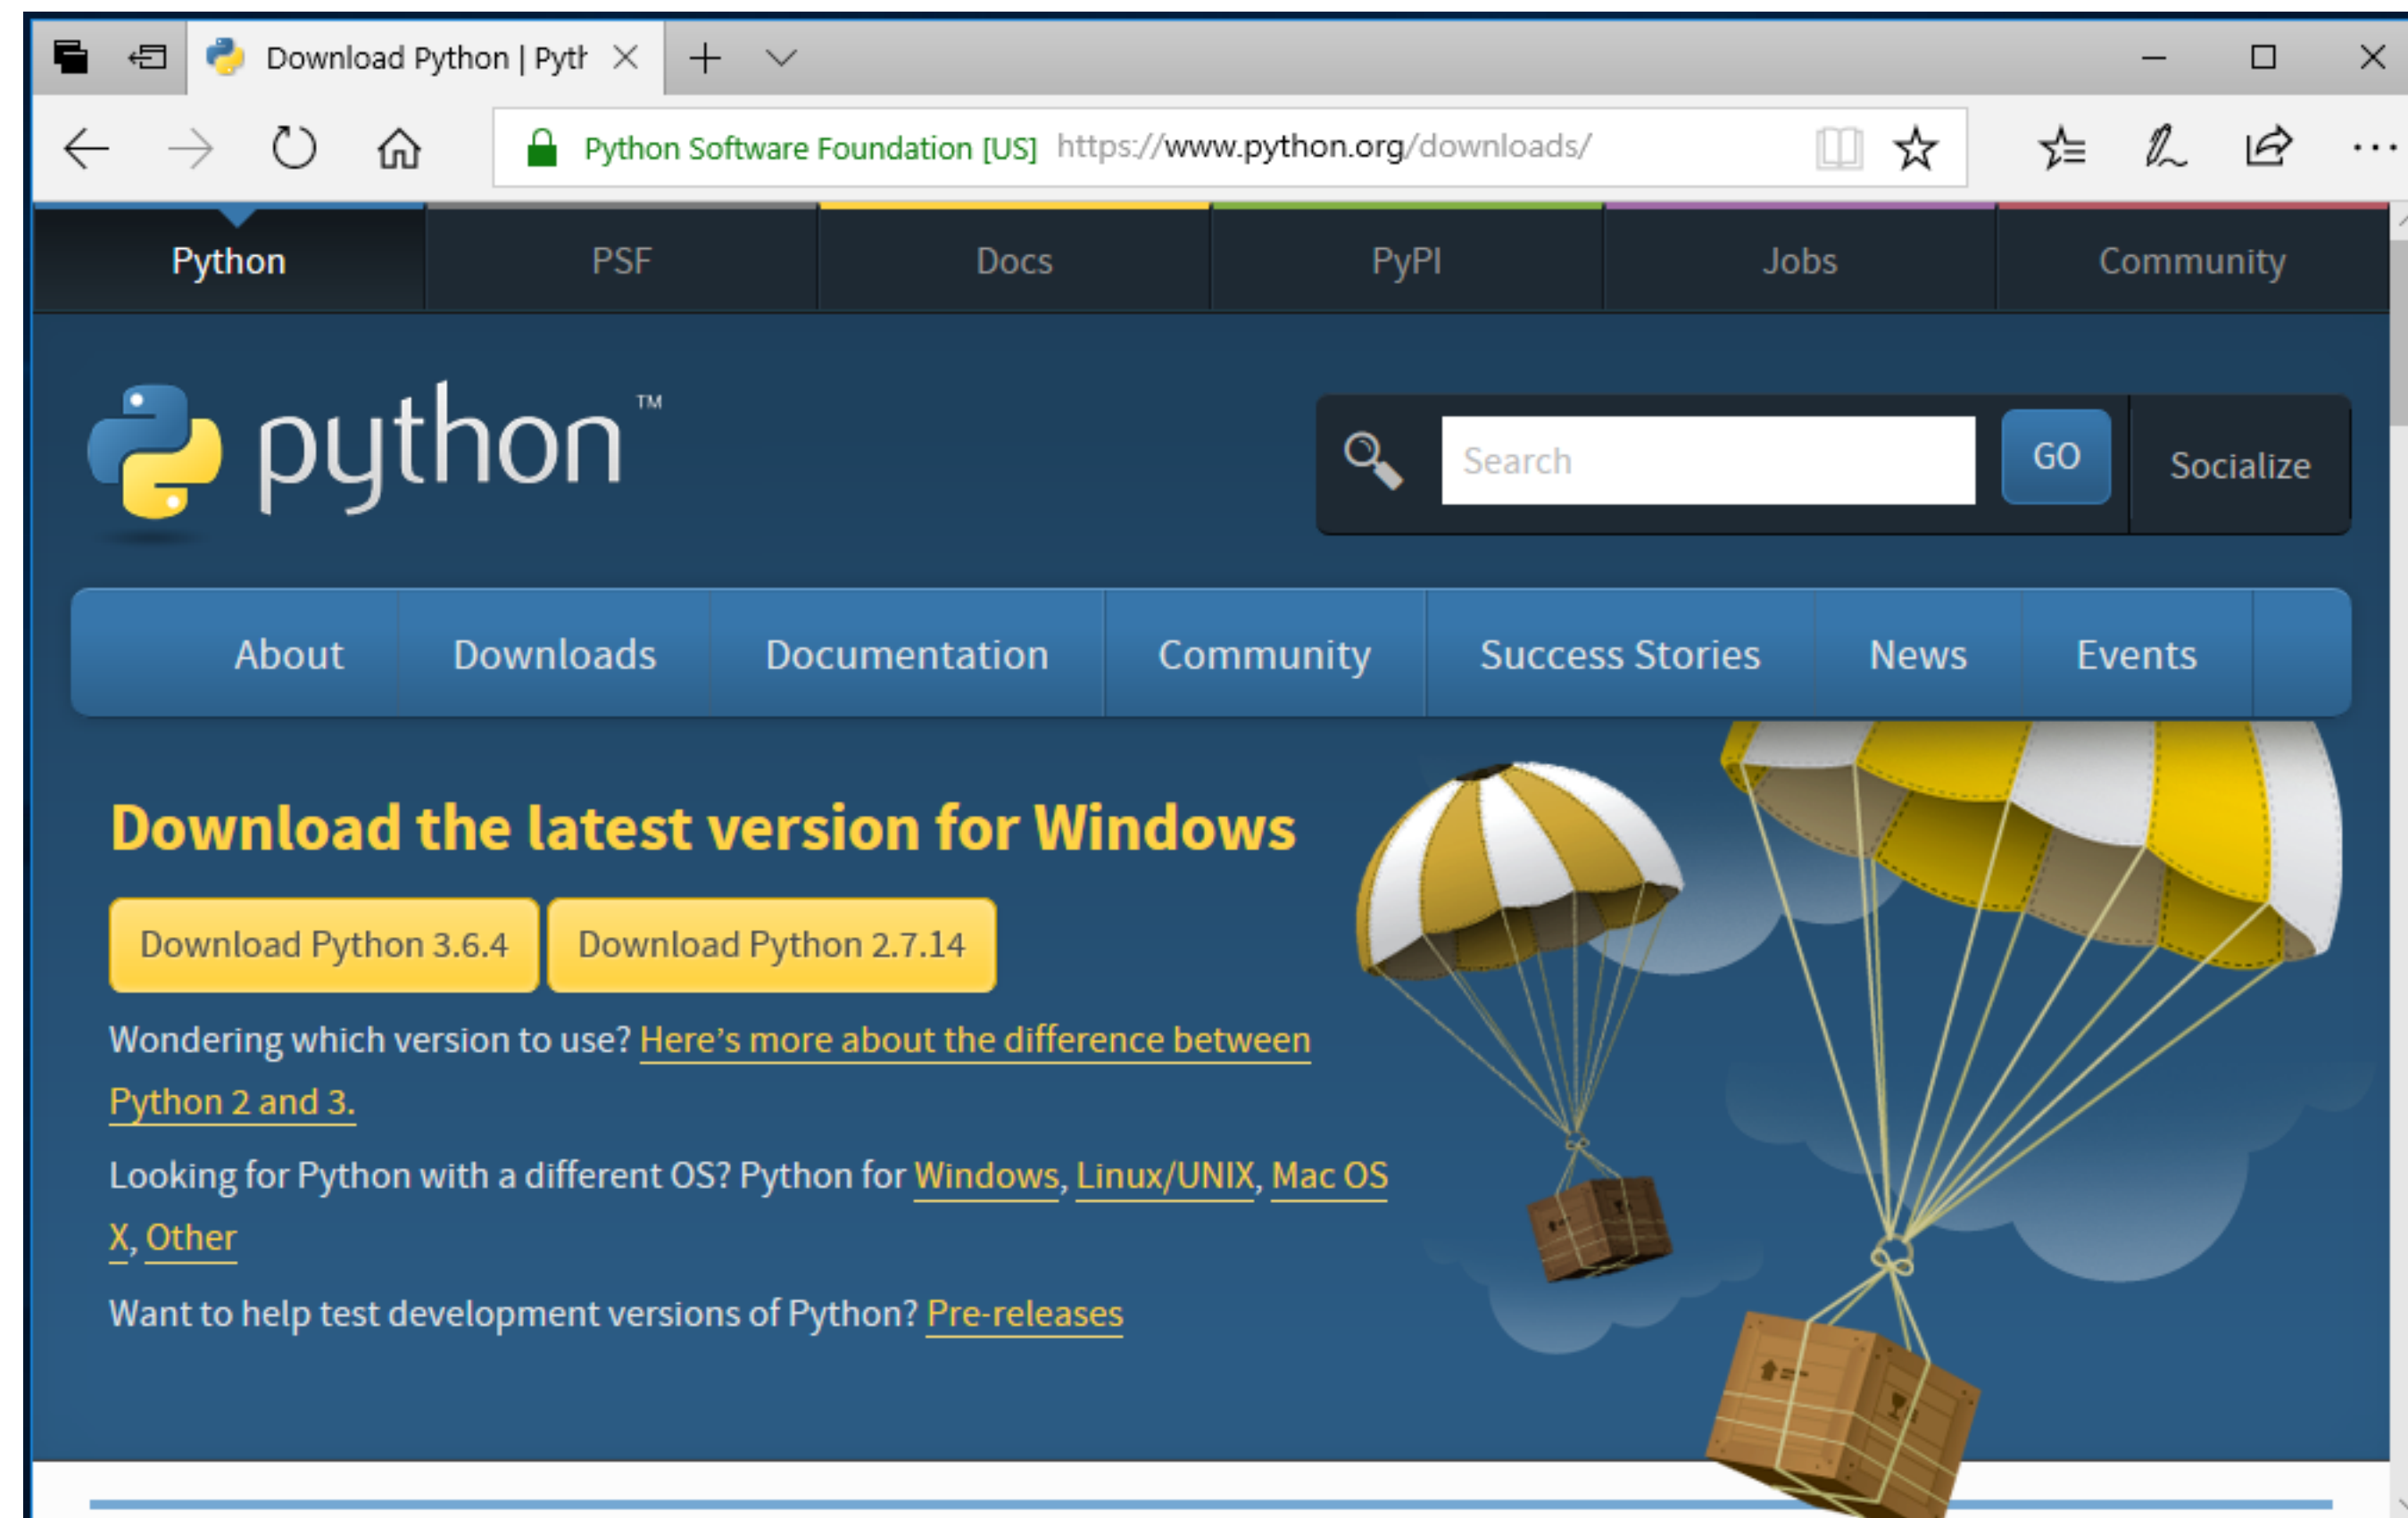 Download Python | Pyth
Python Software Foundation [US] https://www.python.org/downloads/
Python PSF Docs PyPI Jobs Community
python™
Search GO Socialize
About Downloads Documentation Community Success Stories News Events
Download the latest version for Windows
Download Python 3.6.4 Download Python 2.7.14
Wondering which version to use? Here’s more about the difference between
Python 2 and 3.
Looking for Python with a different OS? Python for Windows, Linux/UNIX, Mac OS
X, Other
Want to help test development versions of Python? Pre-releases